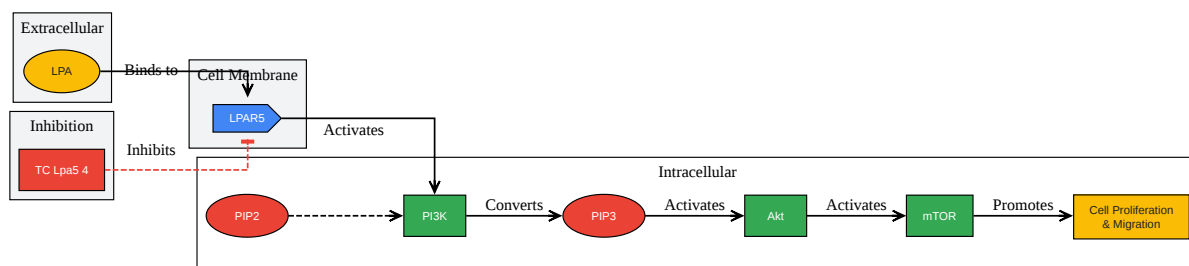 Extracellular
LPA
Binds to
Cell Membrane
LPAR5
Activates
Inhibition
TC Lpa5 4
Inhibits
Intracellular
PIP2
PI3K
Converts
PIP3
Activates
Akt
Activates
mTOR
Promotes
Cell Proliferation
& Migration